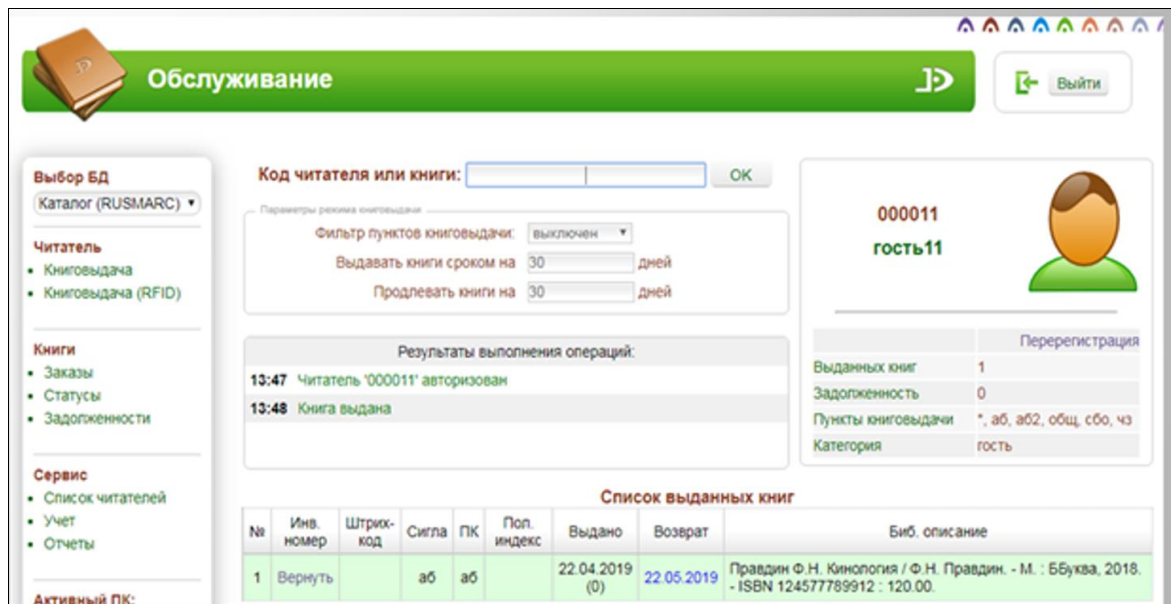 Обслуживание
Выйти
Выбор БД
Каталог (RUSMARC)
Читатель
Книговыдача
Книговыдача (RFID)
Книги
Заказы
Статусы
Задолженности
Сервис
Список читателей
Учет
Отчеты
Активный ПК:
Код читателя или книги:
OK
Параметры режима книговыдачи
Фильтр пунктов книговыдачи: выключен
Выдавать книги сроком на 30 дней
Продлевать книги на 30 дней
Результаты выполнения операций:
13:47 Читатель '000011' авторизован
13:48 Книга выдана
000011
гость11
Перерегистрация
Выданных книг 1
Задолженность 0
Пункты книговыдачи *, аб, аб2, общ, сбо, чз
Категория гость
Список выданных книг
№ Инв. номер Штрих-код Сигла ПК Пол. индекс Выдано Возврат Биб. описание
1 Вернуть аб аб 22.04.2019 (0) 22.05.2019 Правдин Ф.Н. Кинология / Ф.Н. Правдин. - М. : ББуква, 2018.
- ISBN 124577789912 : 120.00.